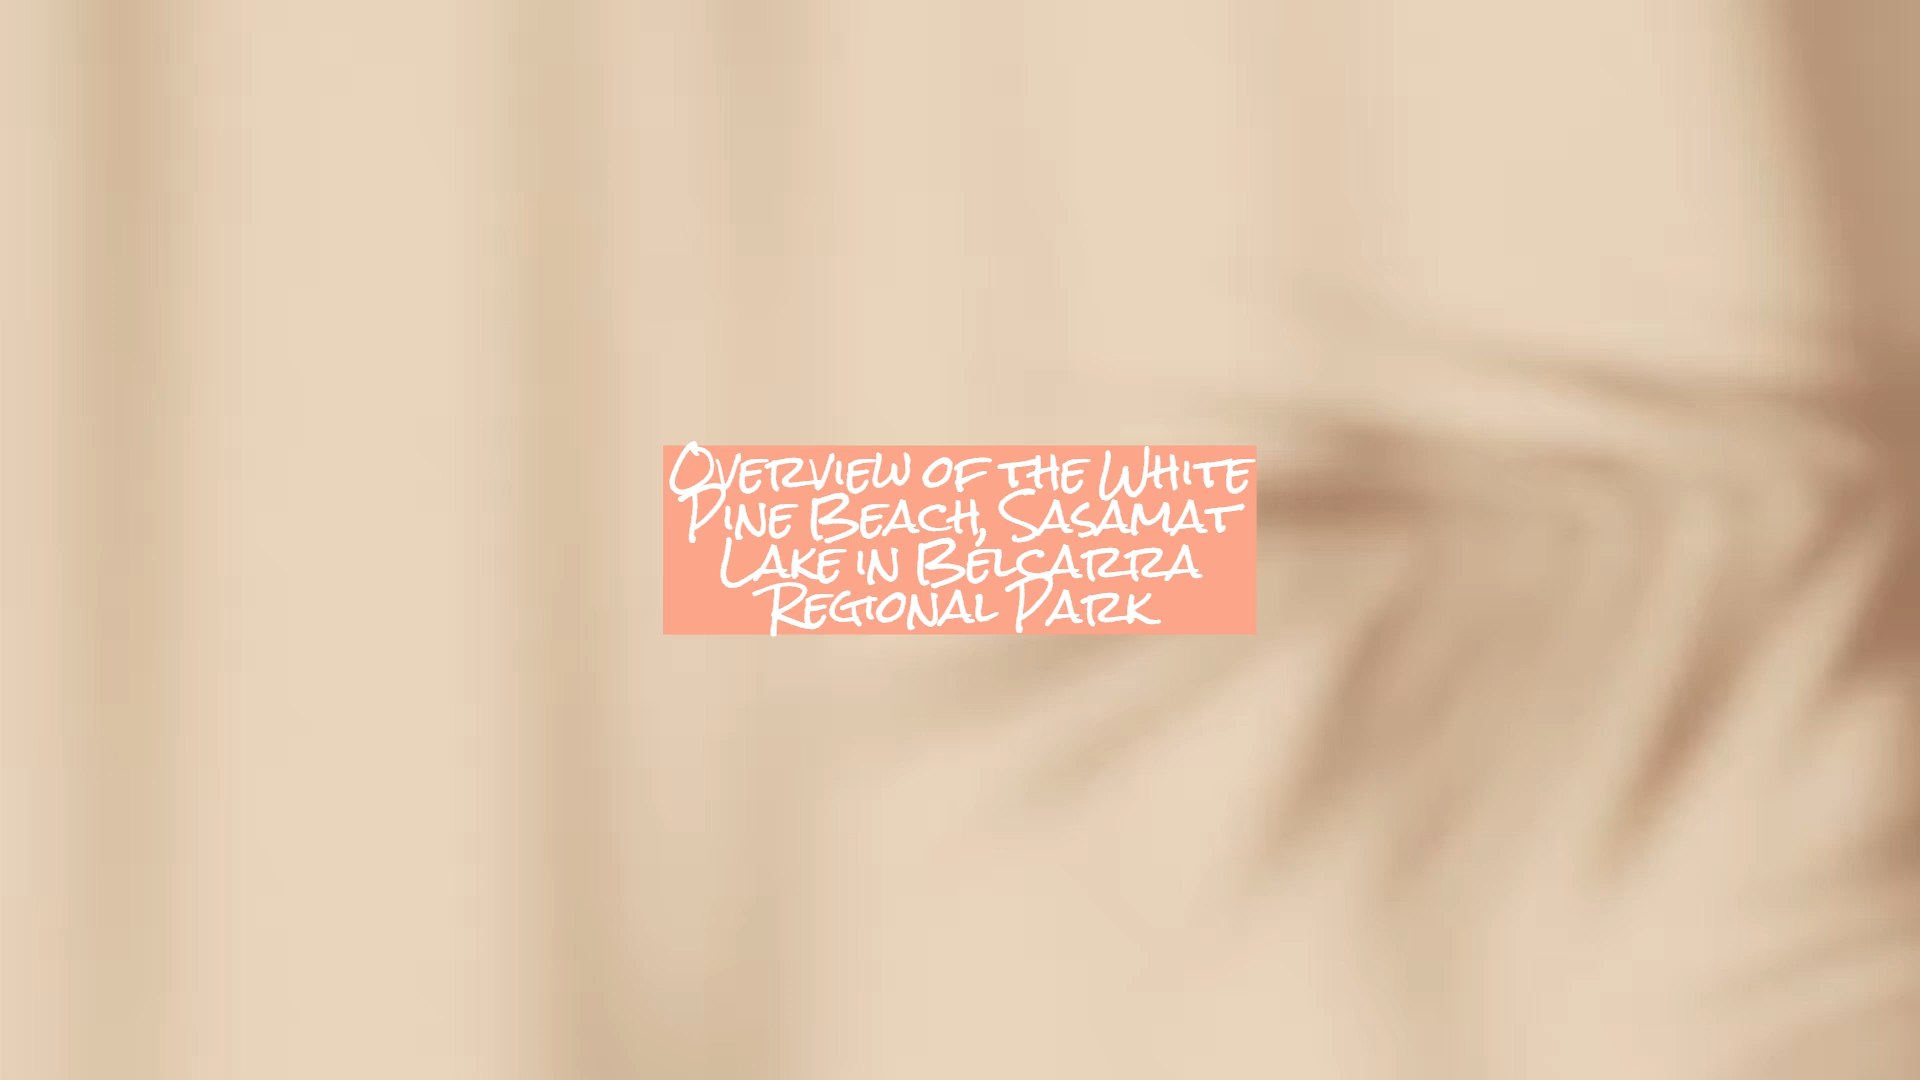 Overview of the White
Pine Beach, Sasamat
Lake in Belcarra
Regional Park